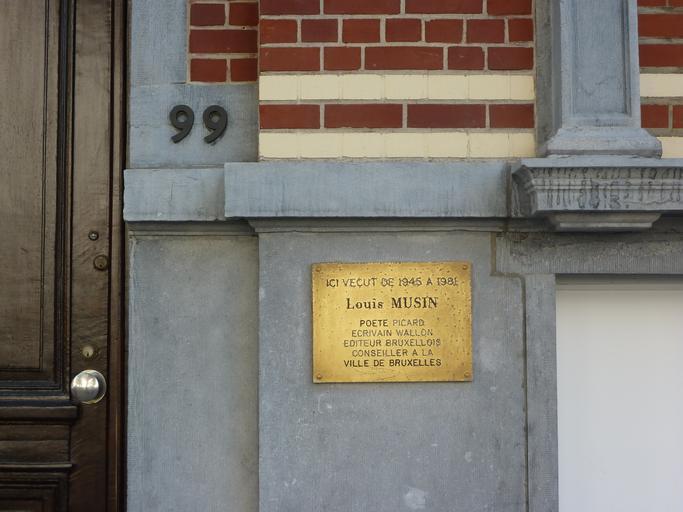 99
ICI VECUT DE 1945 A 1981
Louis MUSIN
POETE PICARD
ECRIVAIN WALLON
EDITEUR BRUXELLOIS
CONSEILLER A LA
VILLE DE BRUXELLES